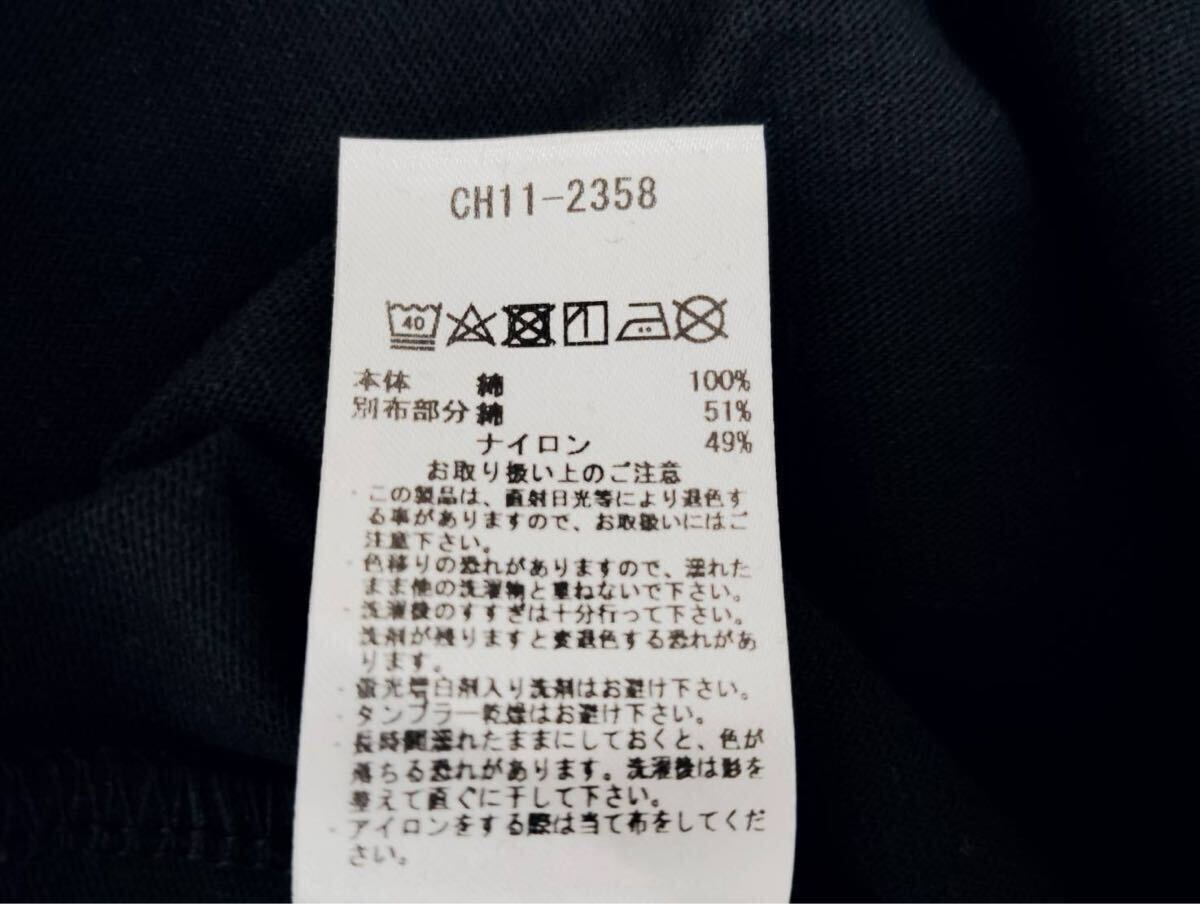 CH11-2358
40
本体 綿 100%
別布部分 綿 51%
ナイロン 49%
お取り扱い上のご注意
・この製品は、直射日光等により退色す
る事がありますので、お取扱いにはご
注意下さい。
・色移りの恐れがありますので、濡れた
まま他の洗濯物と重ねないで下さい。
・洗濯後のすすぎは十分行って下さい。
洗剤が残りますと変退色する恐れがあ
ります。
・蛍光増白剤入り洗剤はお避け下さい。
・タンブラー乾燥はお避け下さい。
・長時間濡れたままにしておくと、色が
落ちる恐れがあります。洗濯後は形を
整えて直ぐに干して下さい。
・アイロンをする際は当て布をしてくだ
さい。